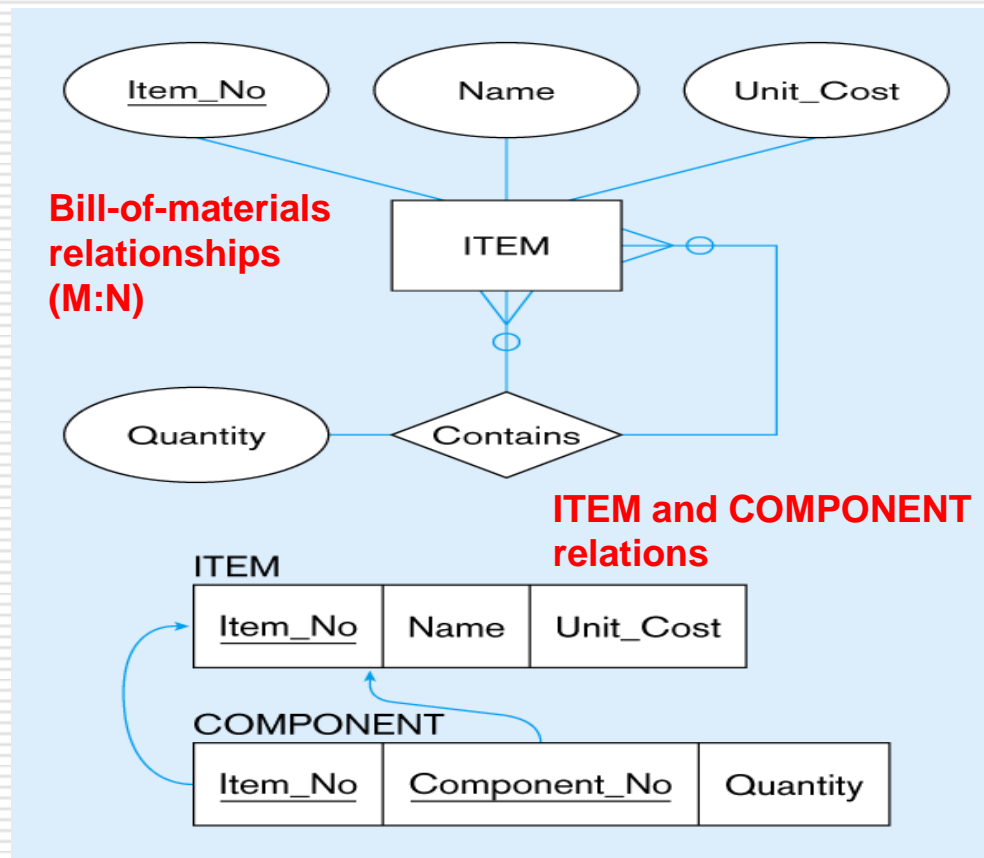 Item_No
Name
Unit_Cost
Bill-of-materials
relationships
(M:N)
ITEM
Quantity
Contains
ITEM and COMPONENT
relations
ITEM
Item_No
Name
Unit_Cost
COMPONENT
Item_No
Component_No
Quantity